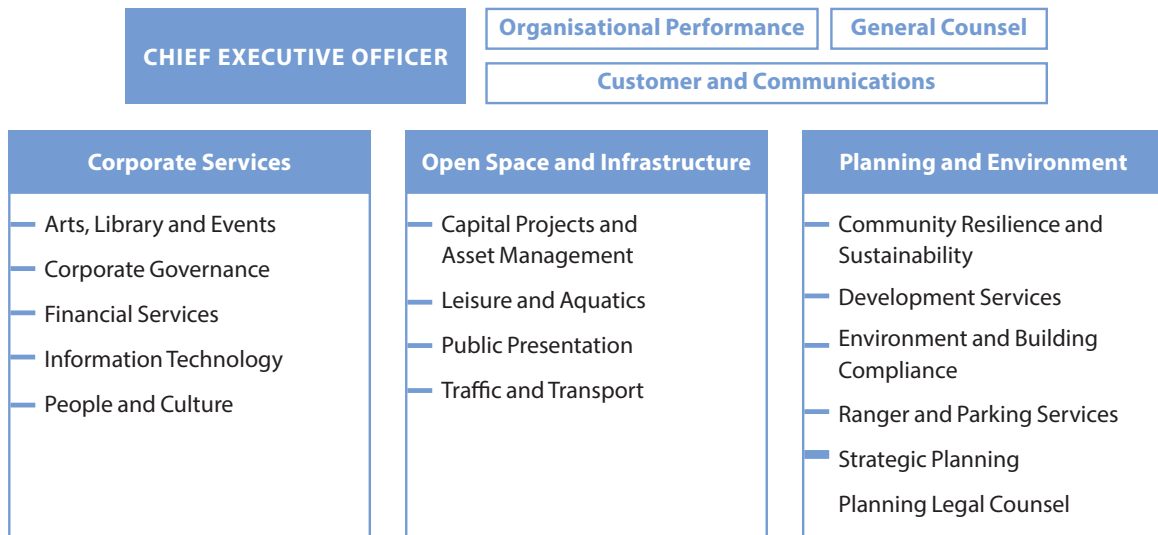 CHIEF EXECUTIVE OFFICER
Organisational Performance
General Counsel
Customer and Communications
Corporate Services
Arts, Library and Events
Corporate Governance
Financial Services
Information Technology
People and Culture
Open Space and Infrastructure
Capital Projects and
Asset Management
Leisure and Aquatics
Public Presentation
Traffic and Transport
Planning and Environment
Community Resilience and
Sustainability
Development Services
Environment and Building
Compliance
Ranger and Parking Services
Strategic Planning
Planning Legal Counsel